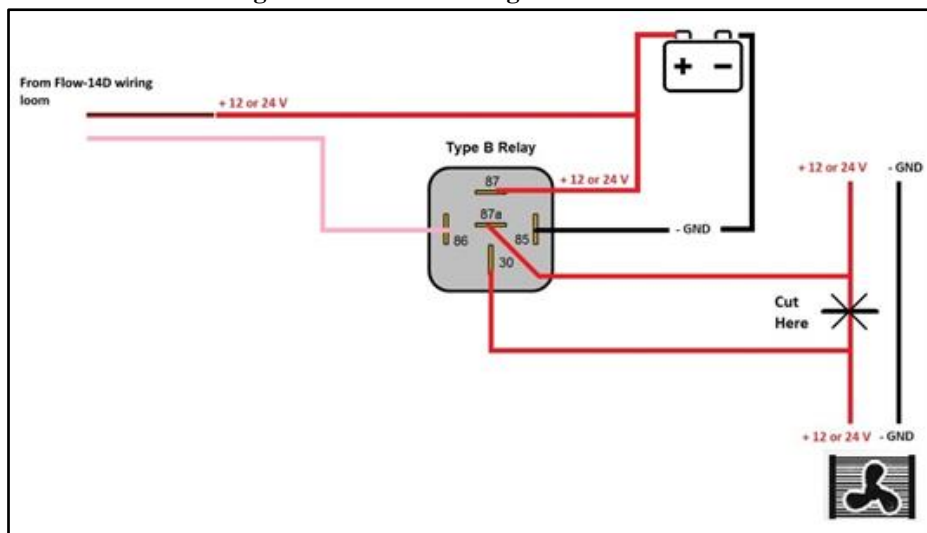 From Flow-14D wiring
loom
+ 12 or 24 V
Type B Relay
87
+ 12 or 24 V
87a
86
85
- GND
30
+ 12 or 24 V
- GND
Cut
Here
+ 12 or 24 V
- GND